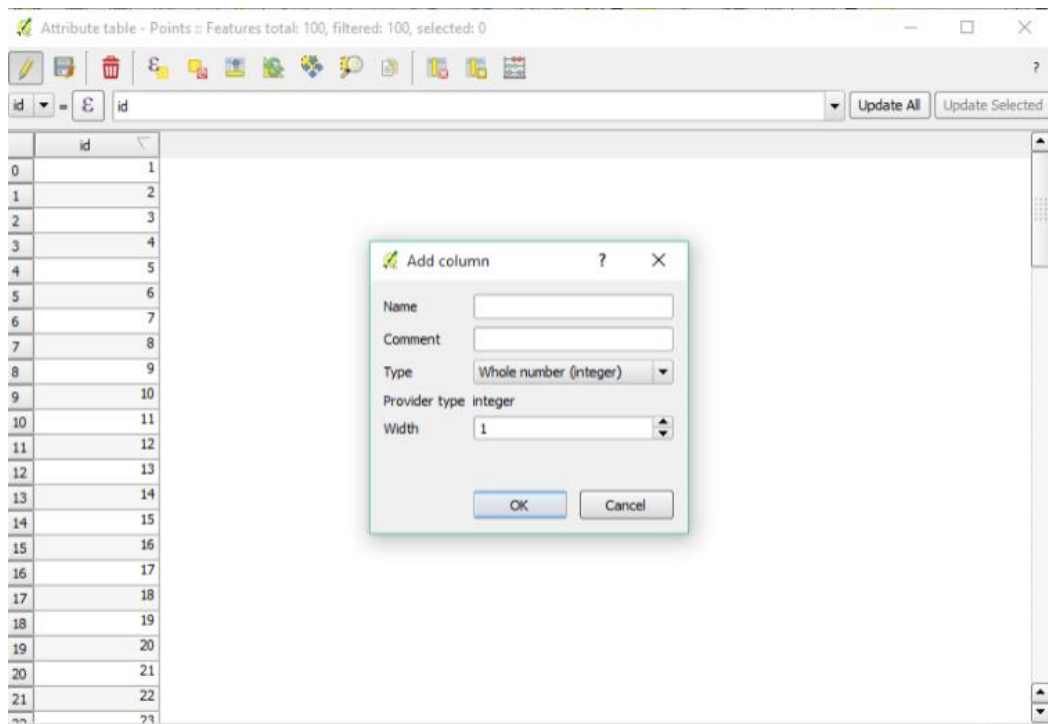 Attribute table - Points :: Features total: 100, filtered: 100, selected: 0
?
id = ε id Update All Update Selected
id
0 1
1 2
2 3
3 4
4 5
5 6
6 7
7 8
8 9
9 10
10 11
11 12
12 13
13 14
14 15
15 16
16 17
17 18
18 19
19 20
20 21
21 22
22 23
Add column ?
Name
Comment
Type Whole number (integer)
Provider type integer
Width 1
OK Cancel